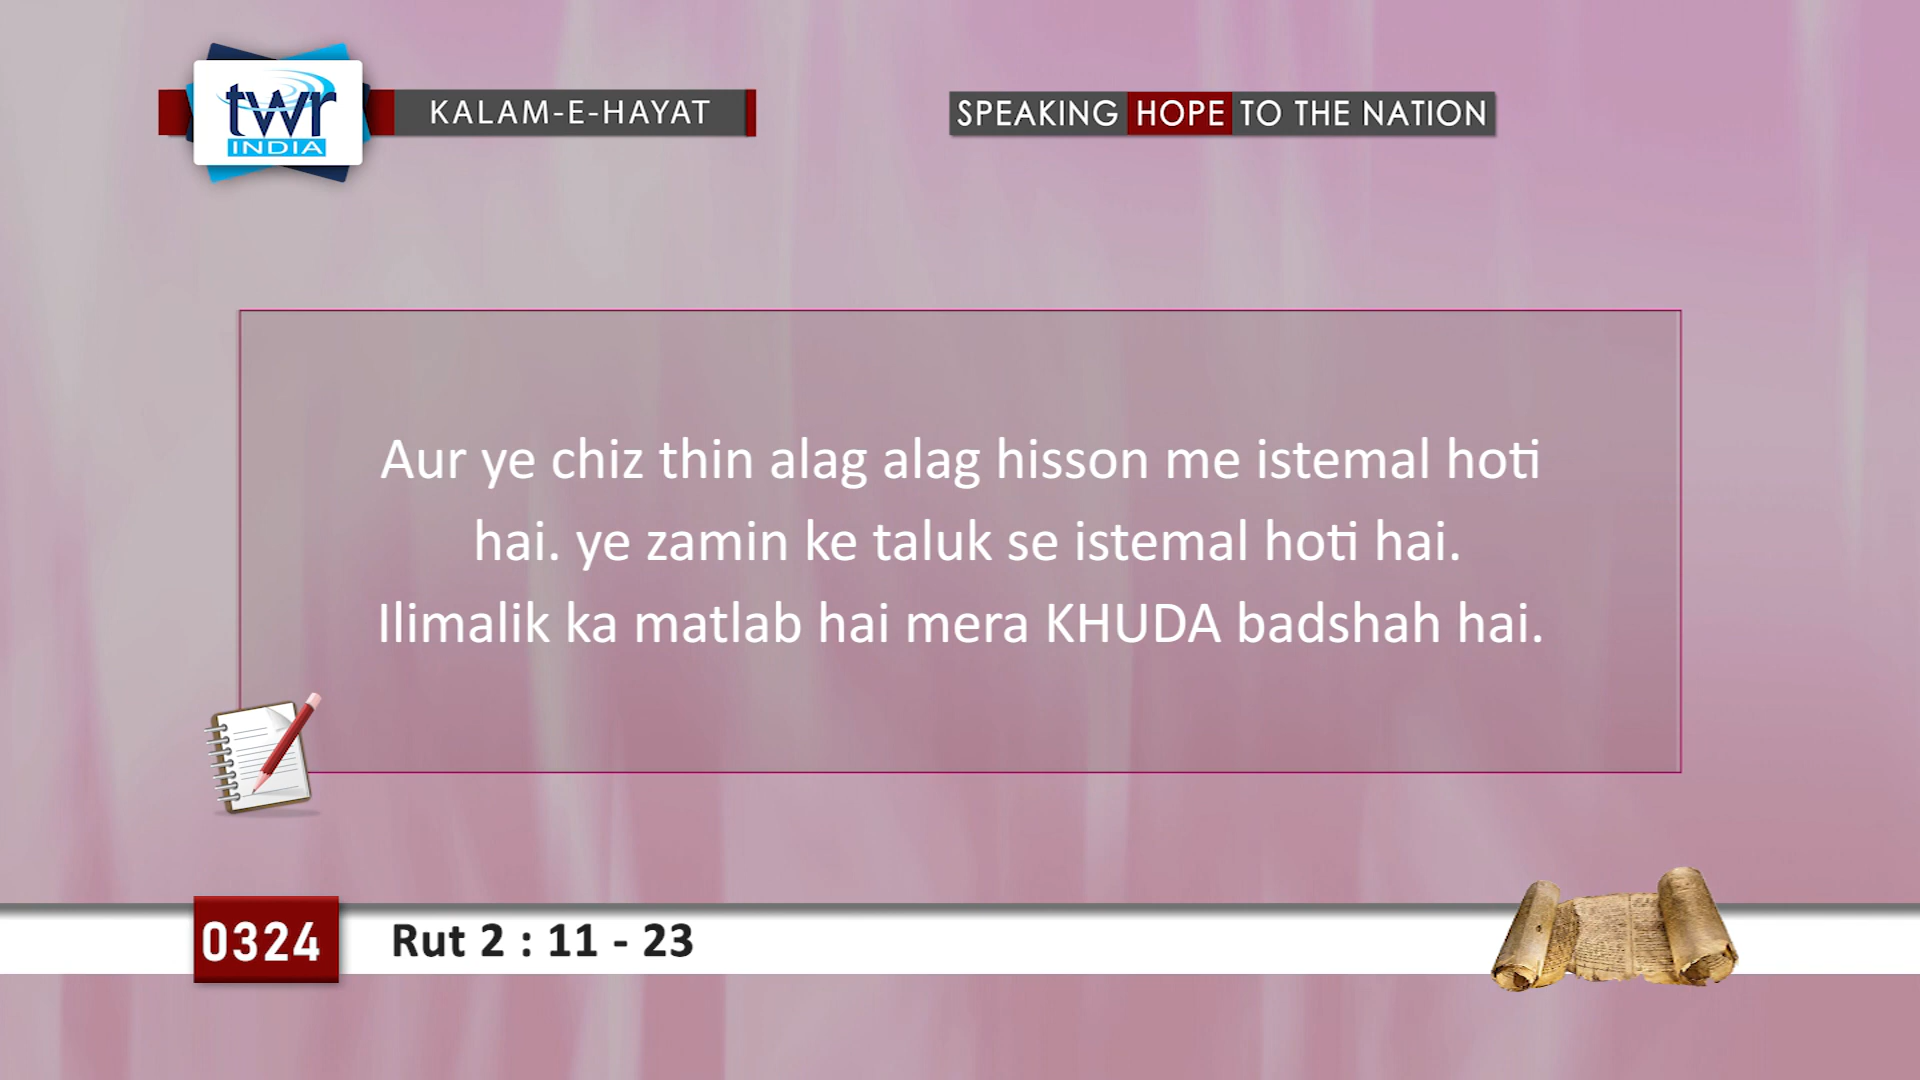 twr
INDIA
KALAM-E-HAYAT
SPEAKING HOPE TO THE NATION
Aur ye chiz thin alag alag hisson me istemal hoti
hai. ye zamin ke taluk se istemal hoti hai.
Ilimalik ka matlab hai mera KHUDA badshah hai.
0324
Rut 2 : 11 - 23